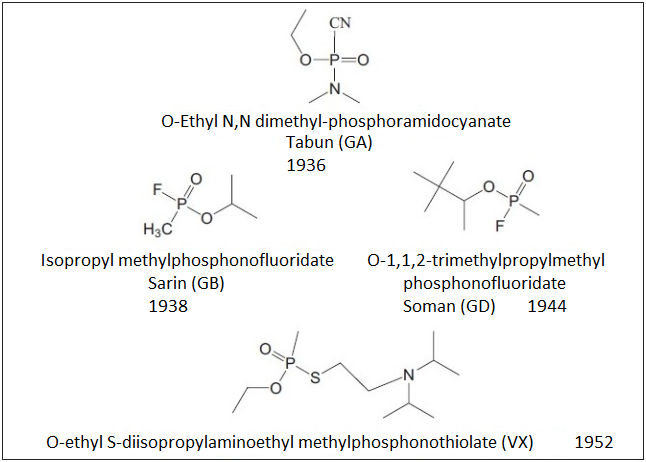 CN
O P O
N
O-Ethyl N,N dimethyl-phosphoramidocyanate
Tabun (GA)
1936
F O
P
H₃C O
Isopropyl methylphosphonofluoridate
Sarin (GB)
1938
O O
P
F
O-1,1,2-trimethylpropylmethyl
phosphonofluoridate
Soman (GD) 1944
O P
S N
O
O-ethyl S-diisopropylaminoethyl methylphosphonothiolate (VX) 1952